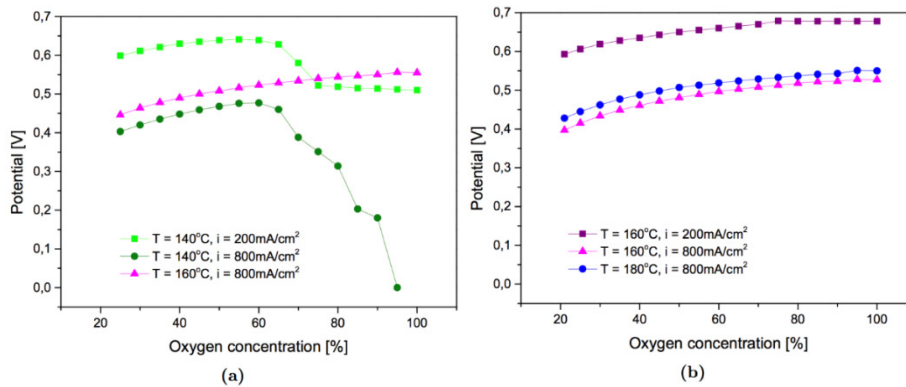 0,7
0,6
0,5
0,4
0,3
0,2
0,1
0,0
Potential [V]
T = 140°C, i = 200mA/cm²
T = 140°C, i = 800mA/cm²
T = 160°C, i = 800mA/cm²
20 40 60 80 100
Oxygen concentration [%]
(a)
0,7
0,6
0,5
0,4
0,3
0,2
0,1
0,0
Potential [V]
T = 160°C, i = 200mA/cm²
T = 160°C, i = 800mA/cm²
T = 180°C, i = 800mA/cm²
20 40 60 80 100
Oxygen concentration [%]
(b)